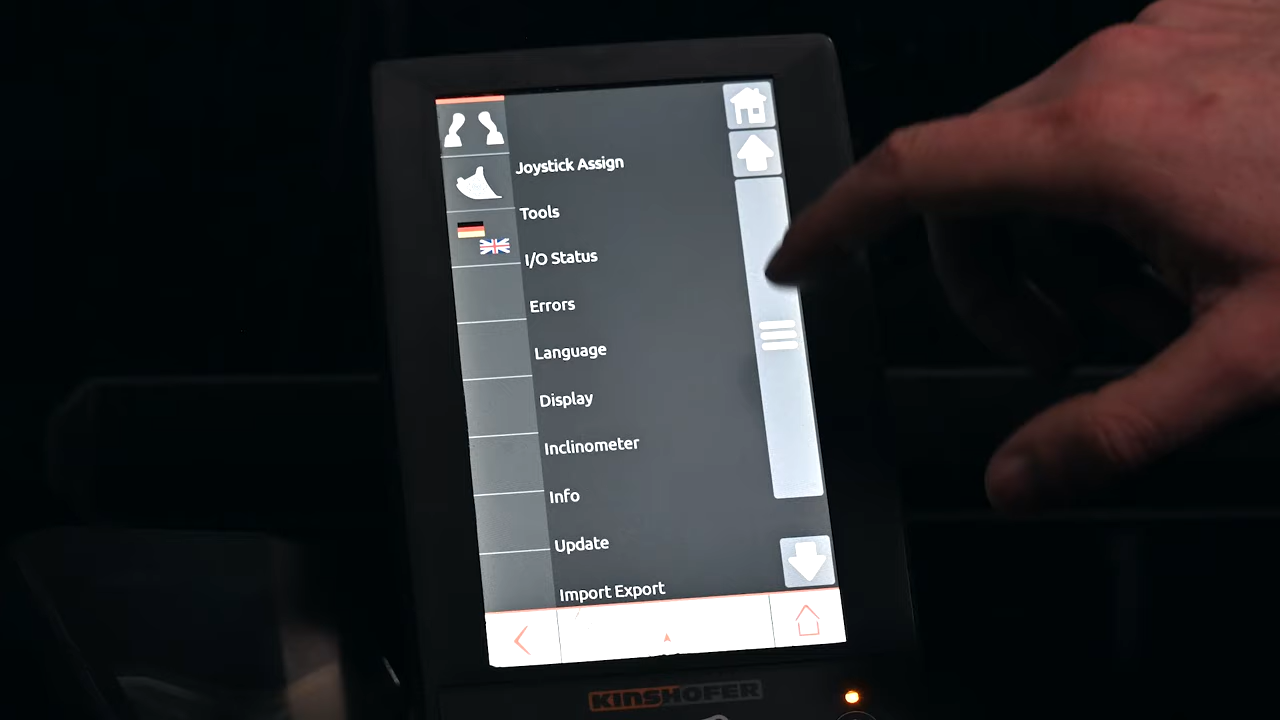 Joystick Assign
Tools
I/O Status
Errors
Language
Display
Inclinometer
Info
Update
Import Export
KINSHOFER